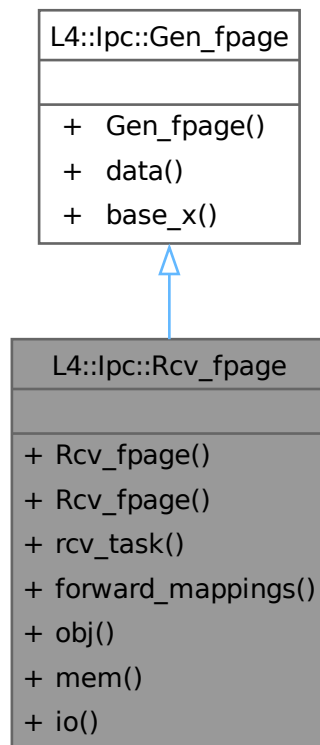 L4::Ipc::Gen_fpage
+ Gen_fpage()
+ data()
+ base_x()
L4::Ipc::Rcv_fpage
+ Rcv_fpage()
+ Rcv_fpage()
+ rcv_task()
+ forward_mappings()
+ obj()
+ mem()
+ io()